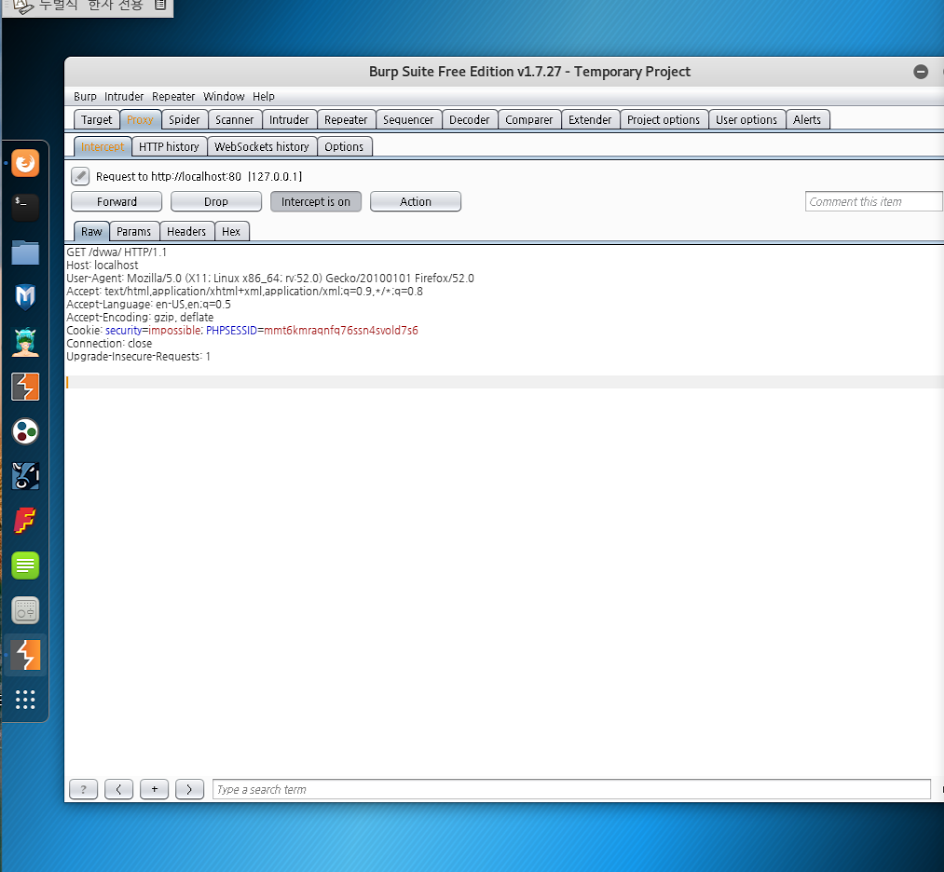 두벌식 한자 전용
Burp Suite Free Edition v1.7.27 - Temporary Project
Burp Intruder Repeater Window Help
Target Proxy Spider Scanner Intruder Repeater Sequencer Decoder Comparer Extender Project options User options Alerts
Intercept HTTP history WebSockets history Options
Request to http://localhost:80 [127.0.0.1]
Forward Drop Intercept is on Action Comment this item
Raw Params Headers Hex
GET /dvwa/ HTTP/1.1
Host: localhost
User-Agent: Mozilla/5.0 (X11; Linux x86_64; rv:52.0) Gecko/20100101 Firefox/52.0
Accept: text/html,application/xhtml+xml,application/xml;q=0.9,*/*;q=0.8
Accept-Language: en-US,en;q=0.5
Accept-Encoding: gzip, deflate
Cookie: security=impossible; PHPSESSID=mmt6kmraqnfq76ssn4svold7s6
Connection: close
Upgrade-Insecure-Requests: 1
? < + > Type a search term